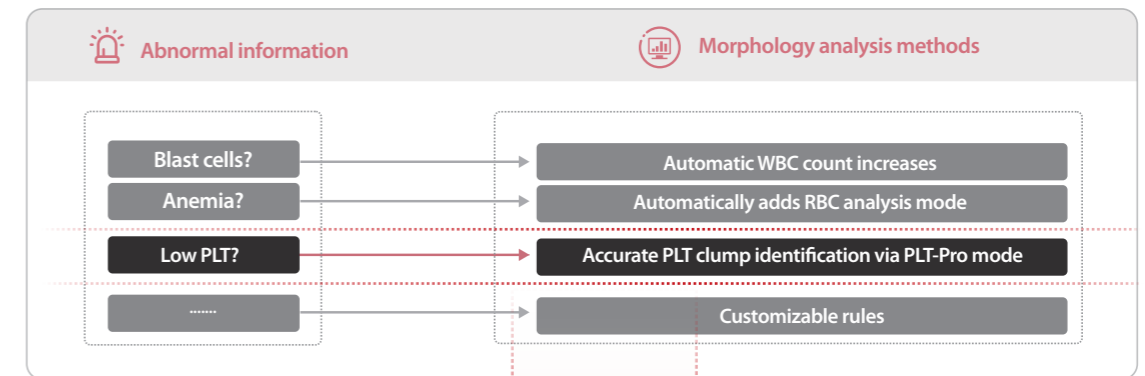 Abnormal information
Morphology analysis methods
Blast cells?
Automatic WBC count increases
Anemia?
Automatically adds RBC analysis mode
Low PLT?
Accurate PLT clump identification via PLT-Pro mode
.......
Customizable rules